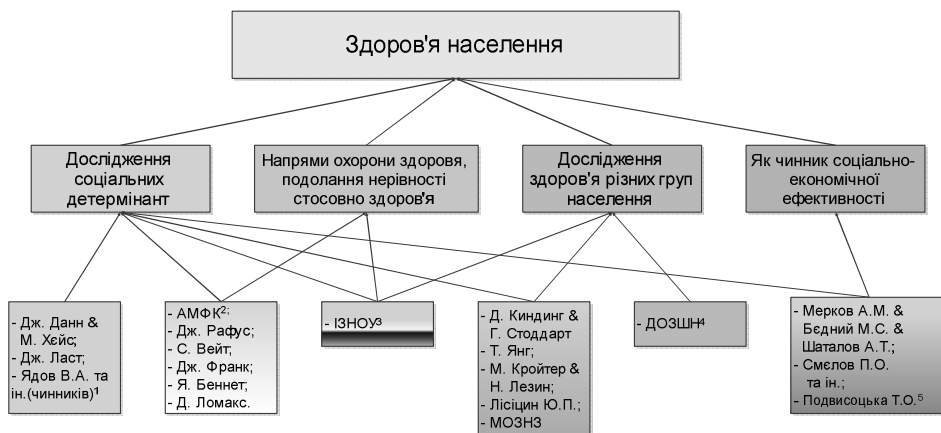 Здоров'я населення
Дослідження
соціальних
детермінант
Напрями охорони здоровя,
подолання нерівності
стосовно здоров'я
Дослідження
здоров'я різних груп
населення
Як чинник соціально-
економічної
ефективності
- Дж. Данн &
М. Хєйс;
- Дж. Ласт;
- Ядов В.А. та
ін.(чинників)¹
- АМФК²;
- Дж. Рафус;
- С. Вейт;
- Дж. Франк;
- Я. Беннет;
- Д. Ломакс.
- ІЗНОУ³
- Д. Киндинг &
Г. Стоддарт
- Т. Янг;
- М. Кройтер &
Н. Лезин;
- Лісіцин Ю.П.;
- МОЗНЗ
- ДОЗШН⁴
- Мерков А.М. &
Бєдний М.С. &
Шаталов А.Т.;
- Смєлов П.О.
та ін.;
- Подвисоцька Т.О.⁵